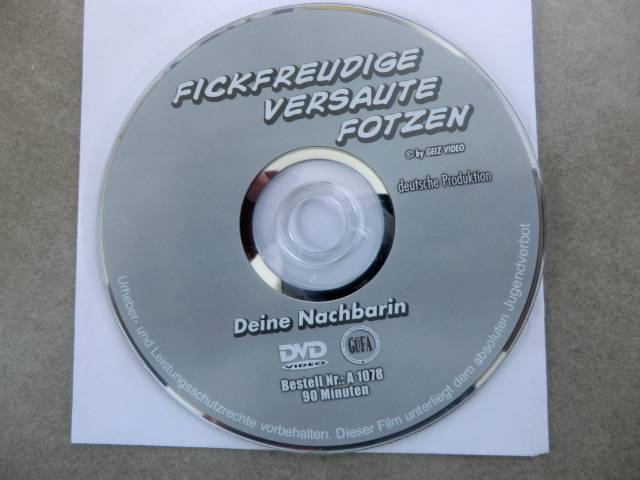 FICKFREUDIGE
VERSAUTE
FOTZEN
© by GEIZ VIDEO
deutsche Produktion
Deine Nachbarin
DVD
VIDEO
GÜFA
Bestell Nr.: A 1078
90 Minuten
Urheber- und Leistungsschutzrechte vorbehalten. Dieser Film unterliegt dem absoluten Jugendverbot